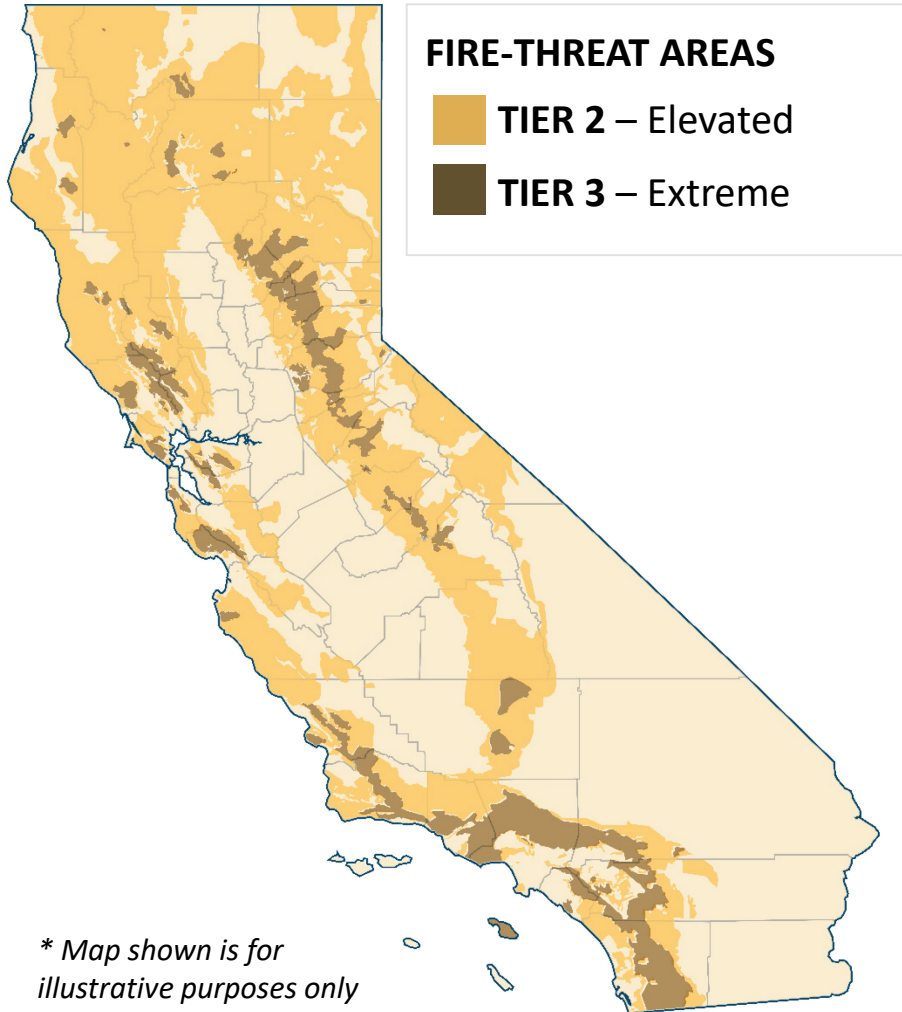 FIRE-THREAT AREAS
TIER 2 – Elevated
TIER 3 – Extreme
* Map shown is for
illustrative purposes only